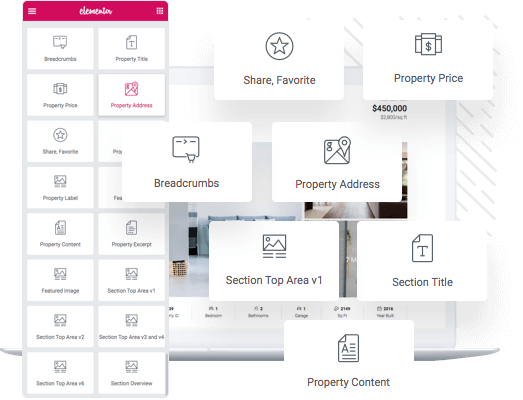 elementor
Breadcrumbs
Property Title
Property Price
Property Address
Share, Favorite
Property Label
Property Content
Property Excerpt
Featured Image
Section Top Area v1
Section Top Area v2
Section Top Area v3 and v4
Section Top Area v6
Section Overview
Share, Favorite
Property Price
$450,000
$2,800/sq ft
Breadcrumbs
Property Address
Section Top Area v1
Section Title
1
2
1
2149
2016
Bedroom
Bathrooms
Garage
Sq Ft
Year Built
Property Content